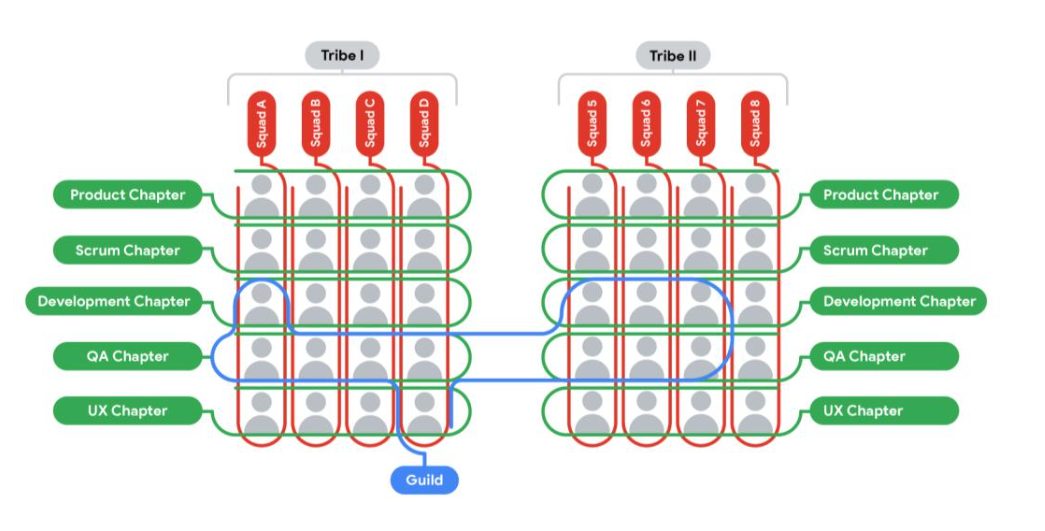 Tribe I
Tribe II
Squad A
Squad B
Squad C
Squad D
Squad 5
Squad 6
Squad 7
Squad 8
Product Chapter
Product Chapter
Scrum Chapter
Scrum Chapter
Development Chapter
Development Chapter
QA Chapter
QA Chapter
UX Chapter
UX Chapter
Guild